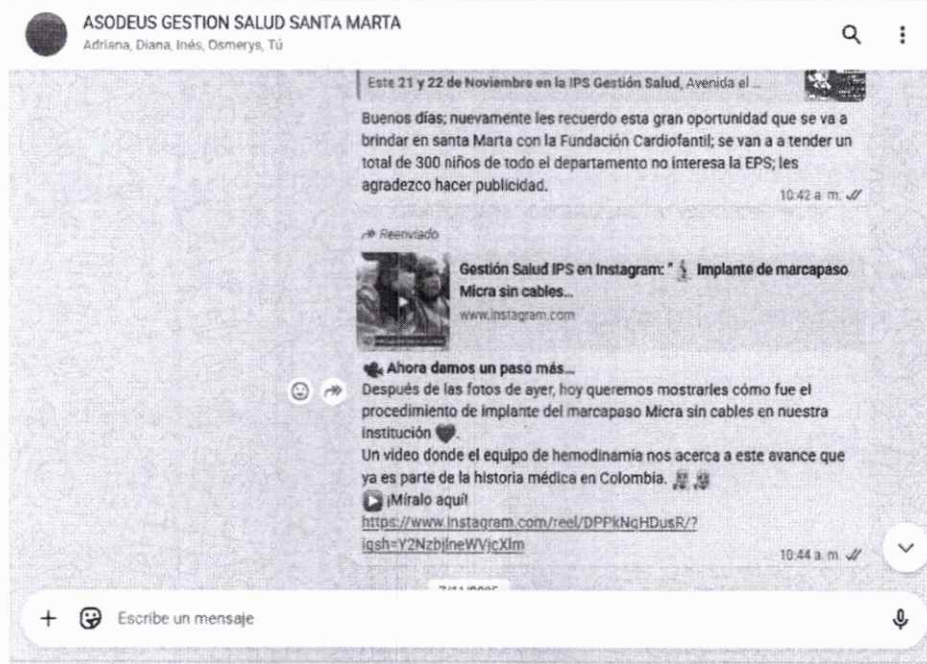 ASODEUS GESTION SALUD SANTA MARTA
Adriana, Diana, Inés, Osmerys, Tú
Este 21 y 22 de Noviembre en la IPS Gestión Salud, Avenida el ...
Buenos días; nuevamente les recuerdo esta gran oportunidad que se va a
brindar en santa Marta con la Fundación Cardiofantil; se van a a tender un
total de 300 niños de todo el departamento no interesa la EPS; les
agradezco hacer publicidad.
10:42 a. m.
Reenviado
Gestión Salud IPS en Instagram: " Implante de marcapaso
Micra sin cables...
www.instagram.com
Ahora damos un paso más...
Después de las fotos de ayer, hoy queremos mostrarles cómo fue el
procedimiento de implante del marcapaso Micra sin cables en nuestra
institución .
Un video donde el equipo de hemodinamia nos acerca a este avance que
ya es parte de la historia médica en Colombia.
¡Míralo aquí!
https://www.instagram.com/reel/DPPkNgHDusR/?
igsh=Y2NzbjlneWVjcXlm
10:44 a. m.
Escribe un mensaje